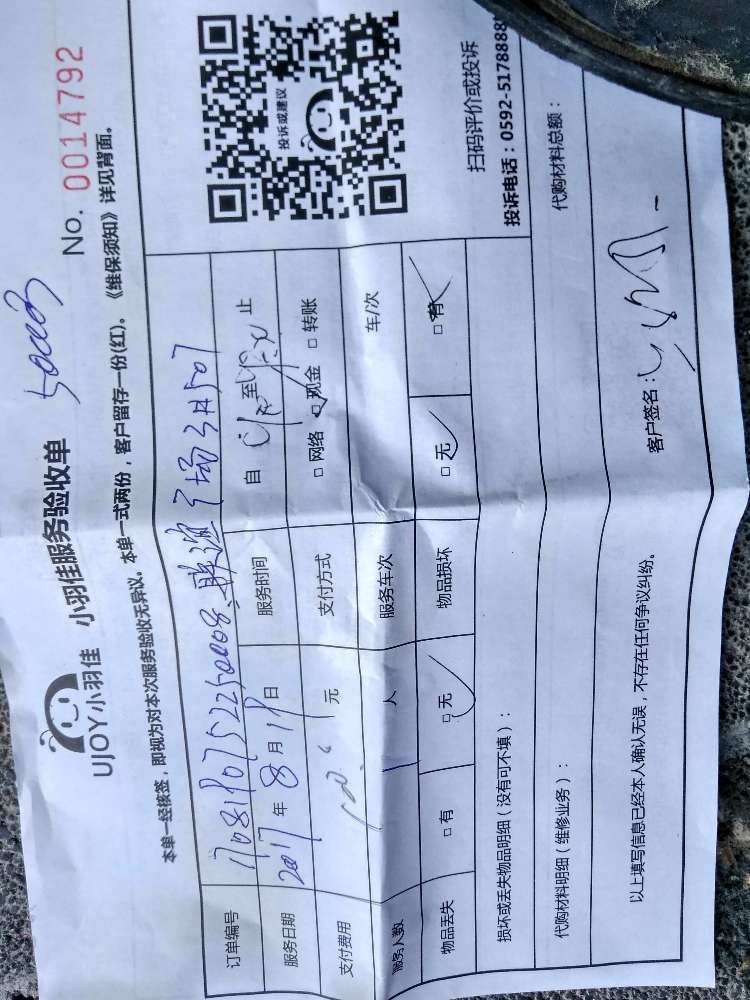 50008
UJOY小羽佳 小羽佳服务验收单 No. 0014792
本单一经核签，即视为对本次服务验收无异议。本单一式两份，客户留存一份(红)。《维保须知》详见背面。
订单编号
服务日期 2017 年 8 月 19 日 服务时间 自 至 止
支付费用 元 支付方式 □ 网络 □ 现金 □ 转账
服务人数 1 人 服务车次 车/次
物品丢失 □ 有 □ 无 物品损坏 □ 无 □ 有
投诉或建议
扫码评价或投诉
投诉电话：0592-5178888
损坏或丢失物品明细（没有可不填）：
代购材料明细（维修业务）： 代购材料总额：
客户签名：
以上填写信息已经本人确认无误，不存在任何争议纠纷。